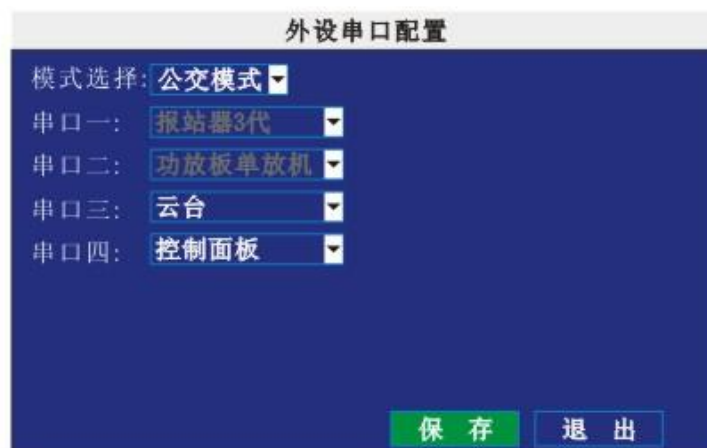 外设串口配置
模式选择: 公交模式
串口一: 报站器3代
串口二: 功放板单放机
串口三: 云台
串口四: 控制面板
保 存 退 出